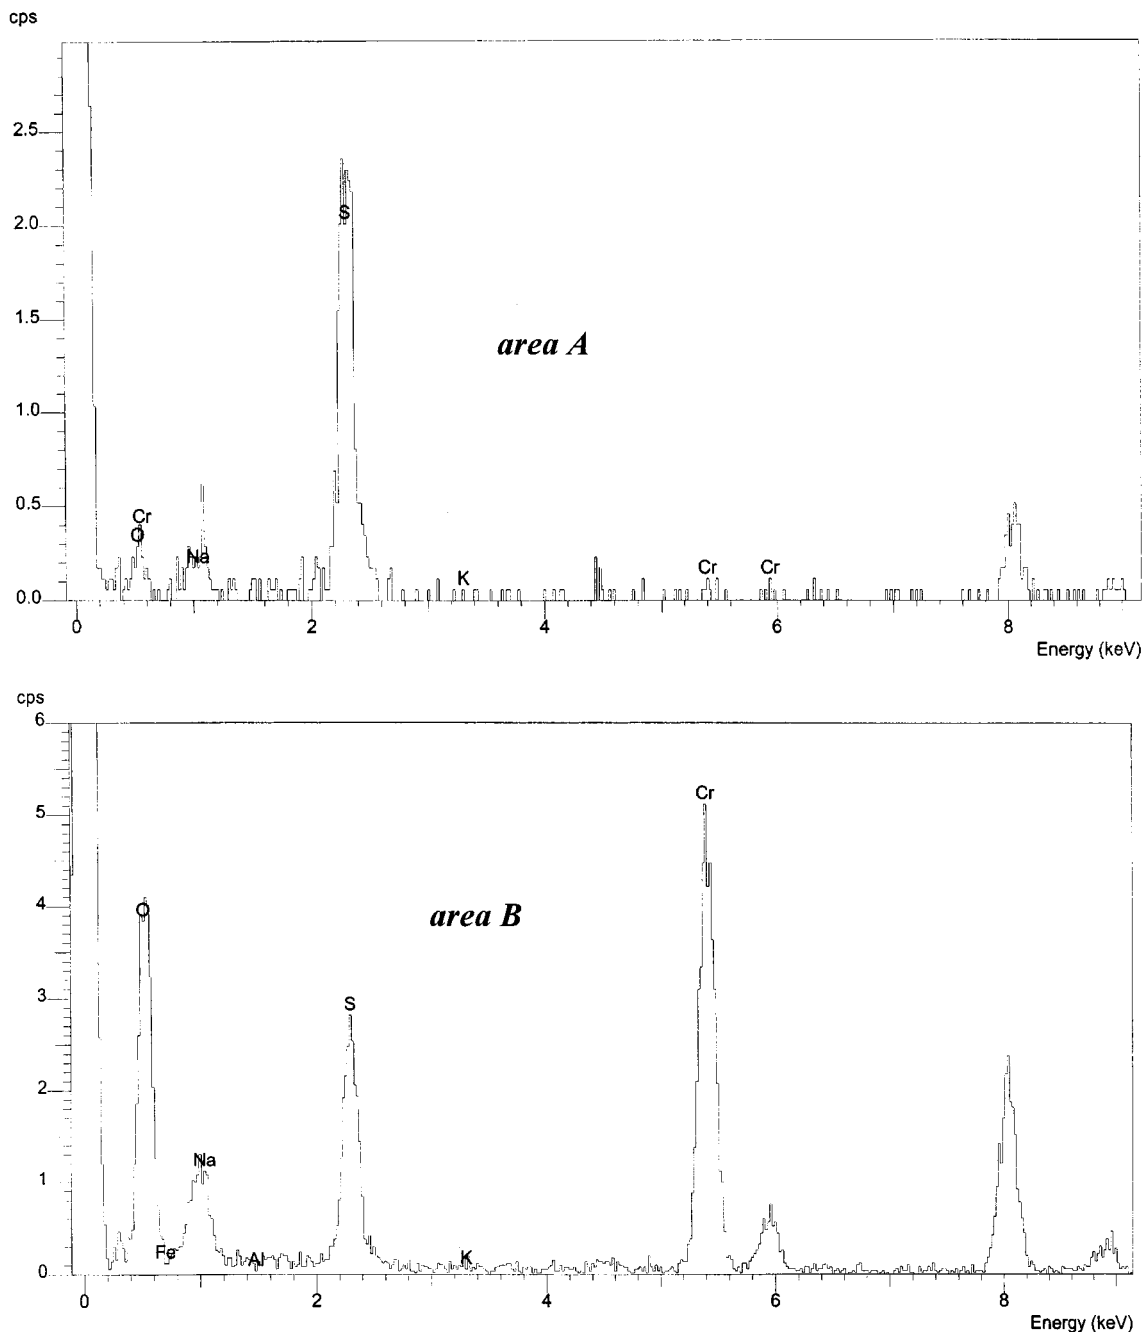 cps
2.5
2.0
1.5
1.0
0.5
0.0
S
area A
Cr
O
Na
K
Cr
Cr
0 2 4 6 8
Energy (keV)
cps
6
5
4
3
2
1
0
Cr
O
area B
S
Na
Fe
Al
K
0 2 4 6 8
Energy (keV)